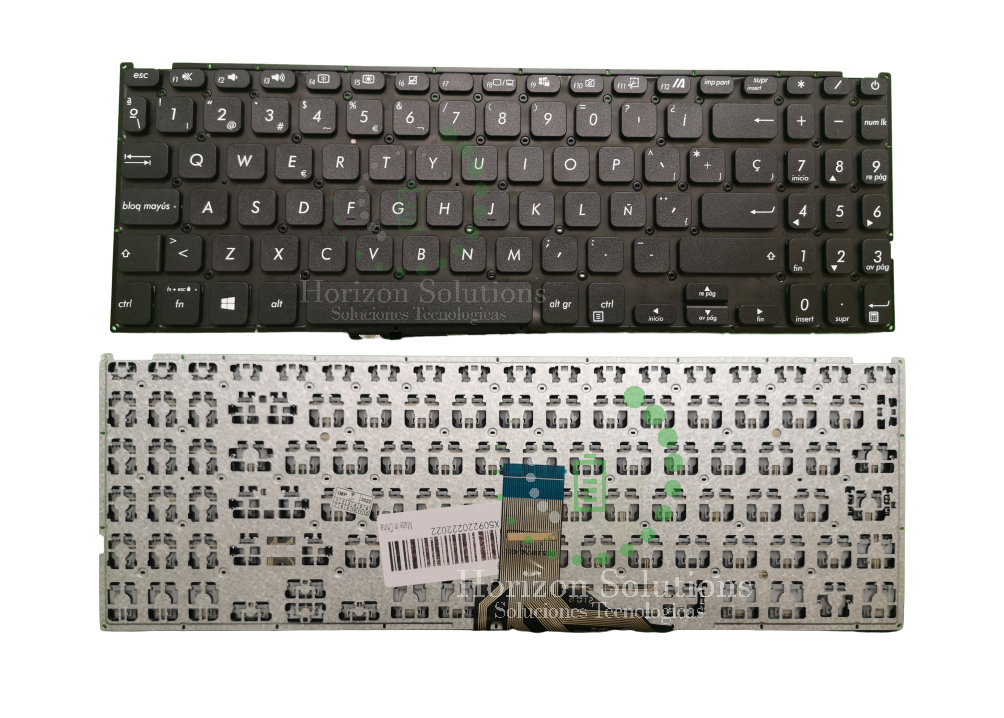 esc f1 f2 f3 f4 f5 f6 f7 f8 f9 f10 f11 f12 imp pant supr insert * /
ª º \ ! 1 | " 2 @ · 3 # $ 4 ~ % 5 € & 6 ¬ / 7 ( 8 ) 9 = 0 ? ' ¿ ¡ + − num lk
Q W E € R T Y U I O P ^ ` [ * + ] Ç } 7 inicio 8 9 re pág
bloq mayús A S D F G H J K L Ñ ¨ ´ { 4 5 6
> < Z X C V B N M ; , : . _ - 1 fin 2 3 av pág
ctrl fn + esc fn alt alt gr ctrl inicio re pág av pág fin 0 insert . supr
Horizon Solutions
Soluciones Tecnologicas
X509220222022
Made in China
Horizon Solutions
Soluciones Tecnologicas